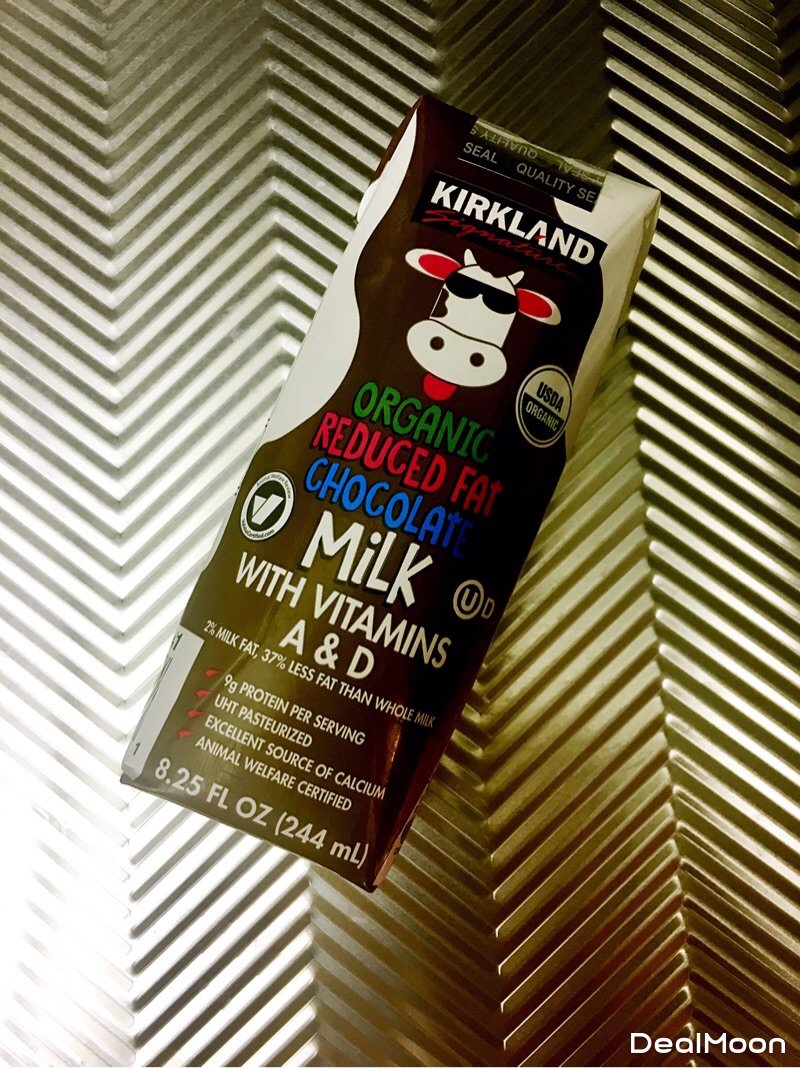 SEAL QUALITY SE
KIRKLAND
Signature
USDA
ORGANIC
ORGANIC
REDUCED FAT
CHOCOLATE
MiLK
WITH VITAMINS
A & D
U D
2% MILK FAT, 37% LESS FAT THAN WHOLE MILK
9g PROTEIN PER SERVING
UHT PASTEURIZED
EXCELLENT SOURCE OF CALCIUM
ANIMAL WELFARE CERTIFIED
8.25 FL OZ (244 mL)
DealMoon